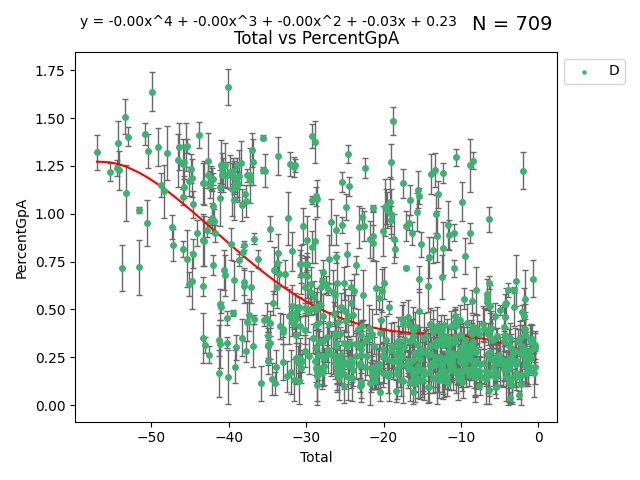 y = -0.00x^4 + -0.00x^3 + -0.00x^2 + -0.03x + 0.23 N = 709
Total vs PercentGpA
D
1.75
1.50
1.25
1.00
0.75
0.50
0.25
0.00
PercentGpA
−50 −40 −30 −20 −10 0
Total